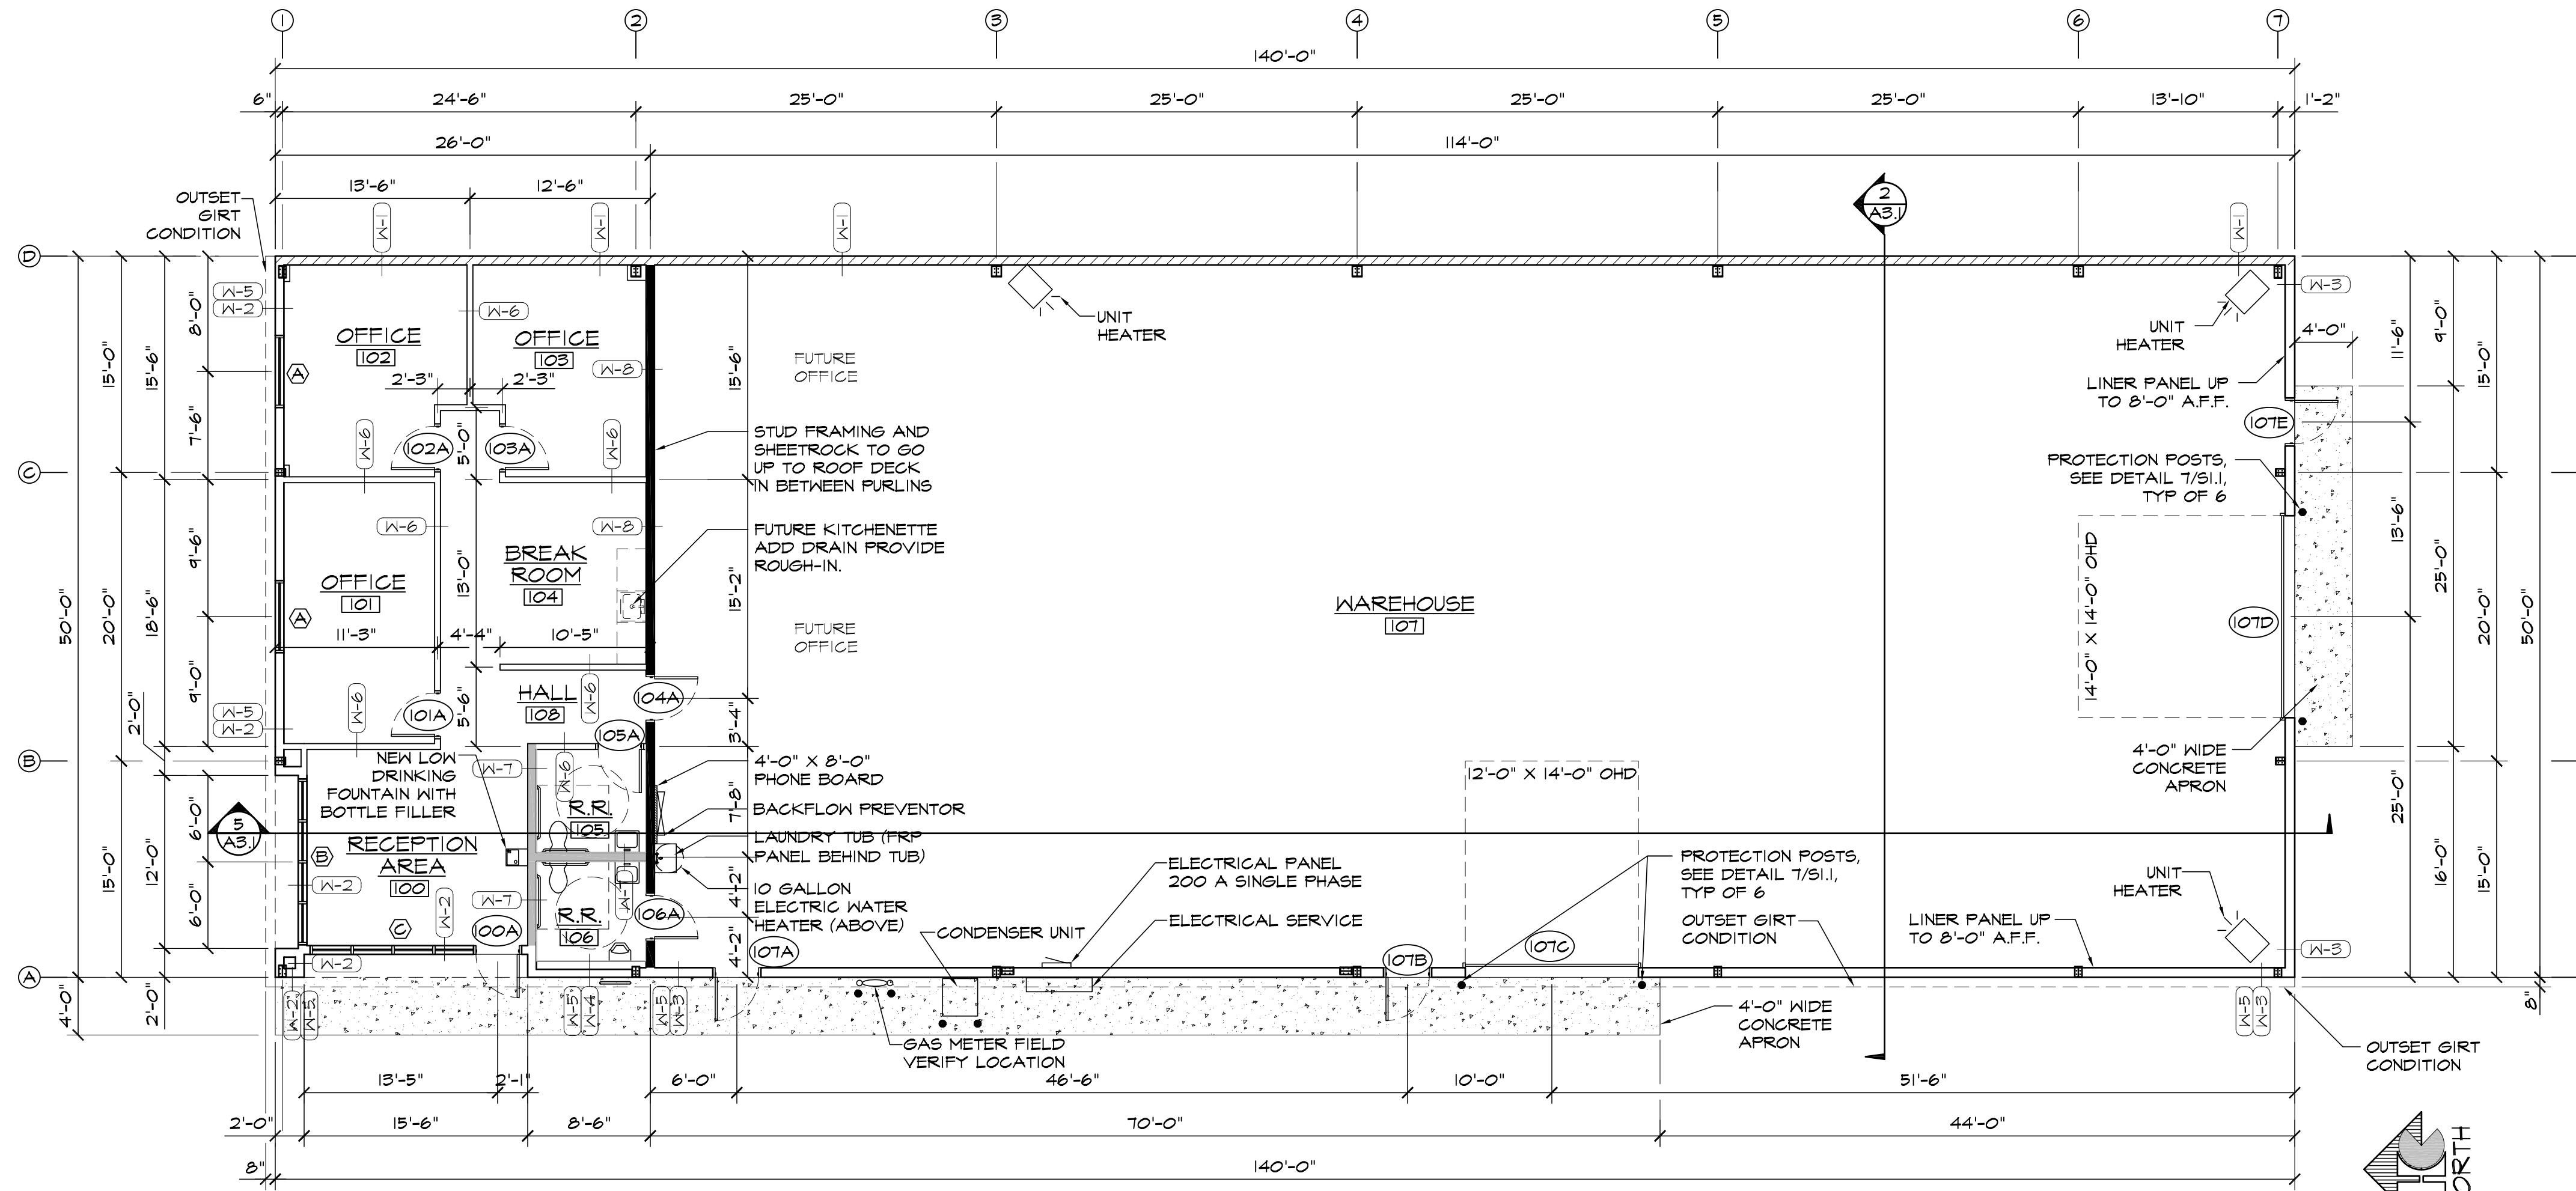 1
2
3
4
5
6
7
140'-0"
6"
24'-6"
25'-0"
25'-0"
25'-0"
25'-0"
13'-10"
1'-2"
26'-0"
114'-0"
13'-6"
12'-6"
OUTSET
GIRT
CONDITION
W-1
W-1
W-1
W-1
2
A3.1
D
C
B
A
50'-0"
4'-0"
15'-0"
20'-0"
15'-0"
15'-6"
18'-6"
2'-0"
12'-0"
2'-0"
8'-0"
7'-6"
9'-6"
9'-0"
6'-0"
6'-0"
W-5
W-2
W-5
W-2
OFFICE
102
OFFICE
103
W-6
W-8
A
2'-3"
2'-3"
W-6
102A
103A
5'-0"
W-6
W-6
W-8
OFFICE
101
A
11'-3"
4'-4"
10'-5"
13'-0"
BREAK
ROOM
104
W-6
101A
5'-6"
HALL
108
W-6
104A
105A
NEW LOW
DRINKING
FOUNTAIN WITH
BOTTLE FILLER
W-7
W-6
R.R.
105
RECEPTION
AREA
100
B
W-2
W-2
C
W-7
100A
R.R.
106
W-1
106A
W-2
5
A3.1
W-2
W-5
W-5
W-4
W-5
W-3
15'-6"
15'-2"
3'-4"
7'-8"
4'-2"
4'-2"
FUTURE
OFFICE
STUD FRAMING AND
SHEETROCK TO GO
UP TO ROOF DECK
IN BETWEEN PURLINS
FUTURE KITCHENETTE
ADD DRAIN PROVIDE
ROUGH-IN.
FUTURE
OFFICE
4'-0" X 8'-0"
PHONE BOARD
BACKFLOW PREVENTOR
LAUNDRY TUB (FRP
PANEL BEHIND TUB)
10 GALLON
ELECTRIC WATER
HEATER (ABOVE)
107A
UNIT
HEATER
WAREHOUSE
107
ELECTRICAL PANEL
200 A SINGLE PHASE
ELECTRICAL SERVICE
CONDENSER UNIT
GAS METER FIELD
VERIFY LOCATION
107B
12'-0" X 14'-0" OHD
107C
PROTECTION POSTS,
SEE DETAIL 7/S1.1,
TYP OF 6
OUTSET GIRT
CONDITION
4'-0" WIDE
CONCRETE
APRON
LINER PANEL UP
TO 8'-0" A.F.F.
UNIT
HEATER
W-3
W-5
W-3
OUTSET GIRT
CONDITION
UNIT
HEATER
W-3
LINER PANEL UP
TO 8'-0" A.F.F.
107E
PROTECTION POSTS,
SEE DETAIL 7/S1.1,
TYP OF 6
14'-0" X 14'-0" OHD
107D
4'-0" WIDE
CONCRETE
APRON
4'-0"
11'-6"
13'-6"
25'-0"
9'-0"
25'-0"
16'-0"
15'-0"
20'-0"
15'-0"
50'-0"
8"
13'-5"
2'-1"
6'-0"
46'-6"
10'-0"
51'-6"
2'-0"
15'-6"
8'-6"
70'-0"
44'-0"
8"
140'-0"